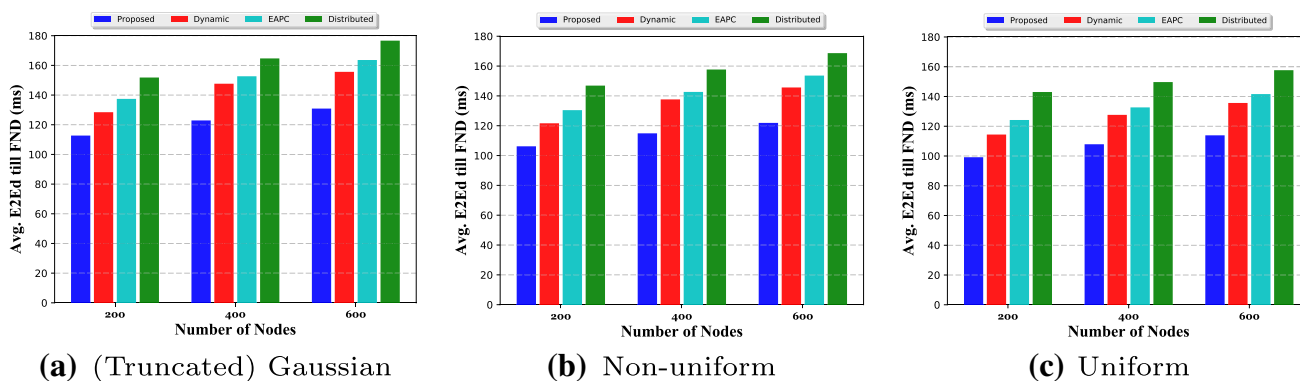 Proposed Dynamic EAPC Distributed
Avg. E2Ed till FND (ms)
180
160
140
120
100
80
60
40
20
0
200 400 600
Number of Nodes
(a) (Truncated) Gaussian
Proposed Dynamic EAPC Distributed
Avg. E2Ed till FND (ms)
180
160
140
120
100
80
60
40
20
0
200 400 600
Number of Nodes
(b) Non-uniform
Proposed Dynamic EAPC Distributed
Avg. E2Ed till FND (ms)
180
160
140
120
100
80
60
40
20
0
200 400 600
Number of Nodes
(c) Uniform